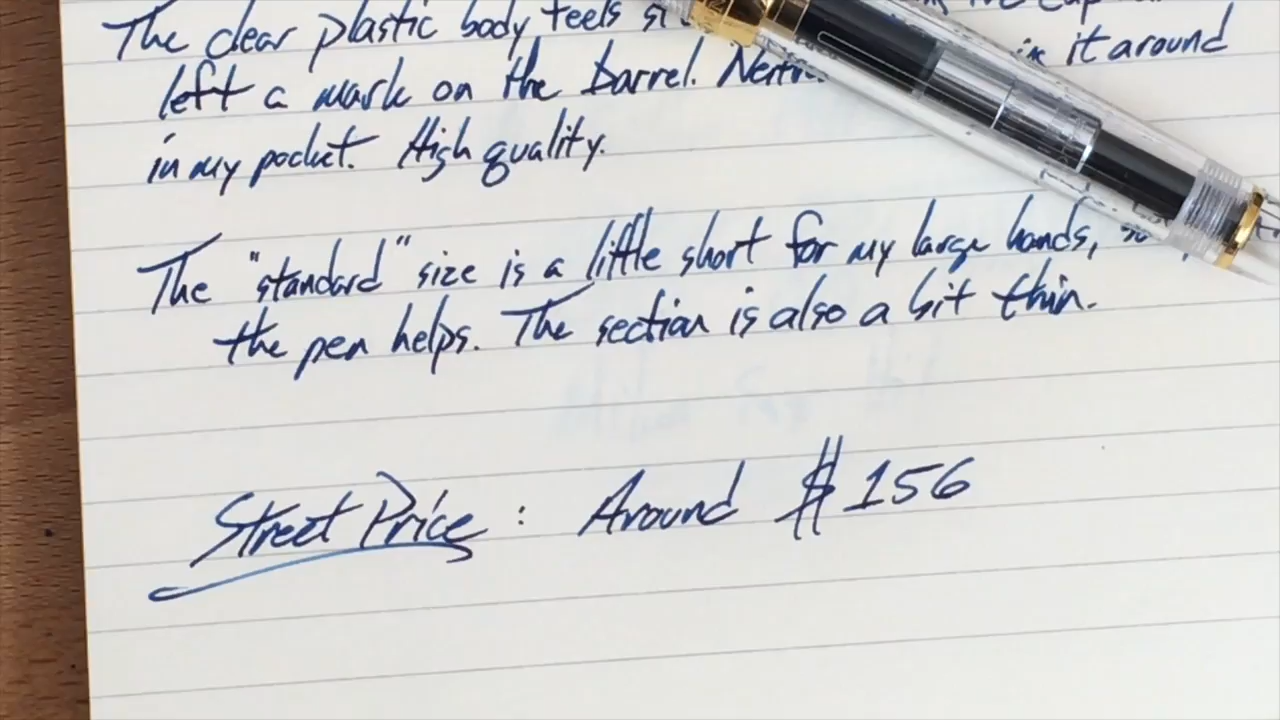 The clear plastic body feels
left a mark on the barrel. it around
in my pocket. High quality.
The "standard" size is a little short for my large hands,
the pen helps. The section is also a bit thin.
Street Price : Around $156